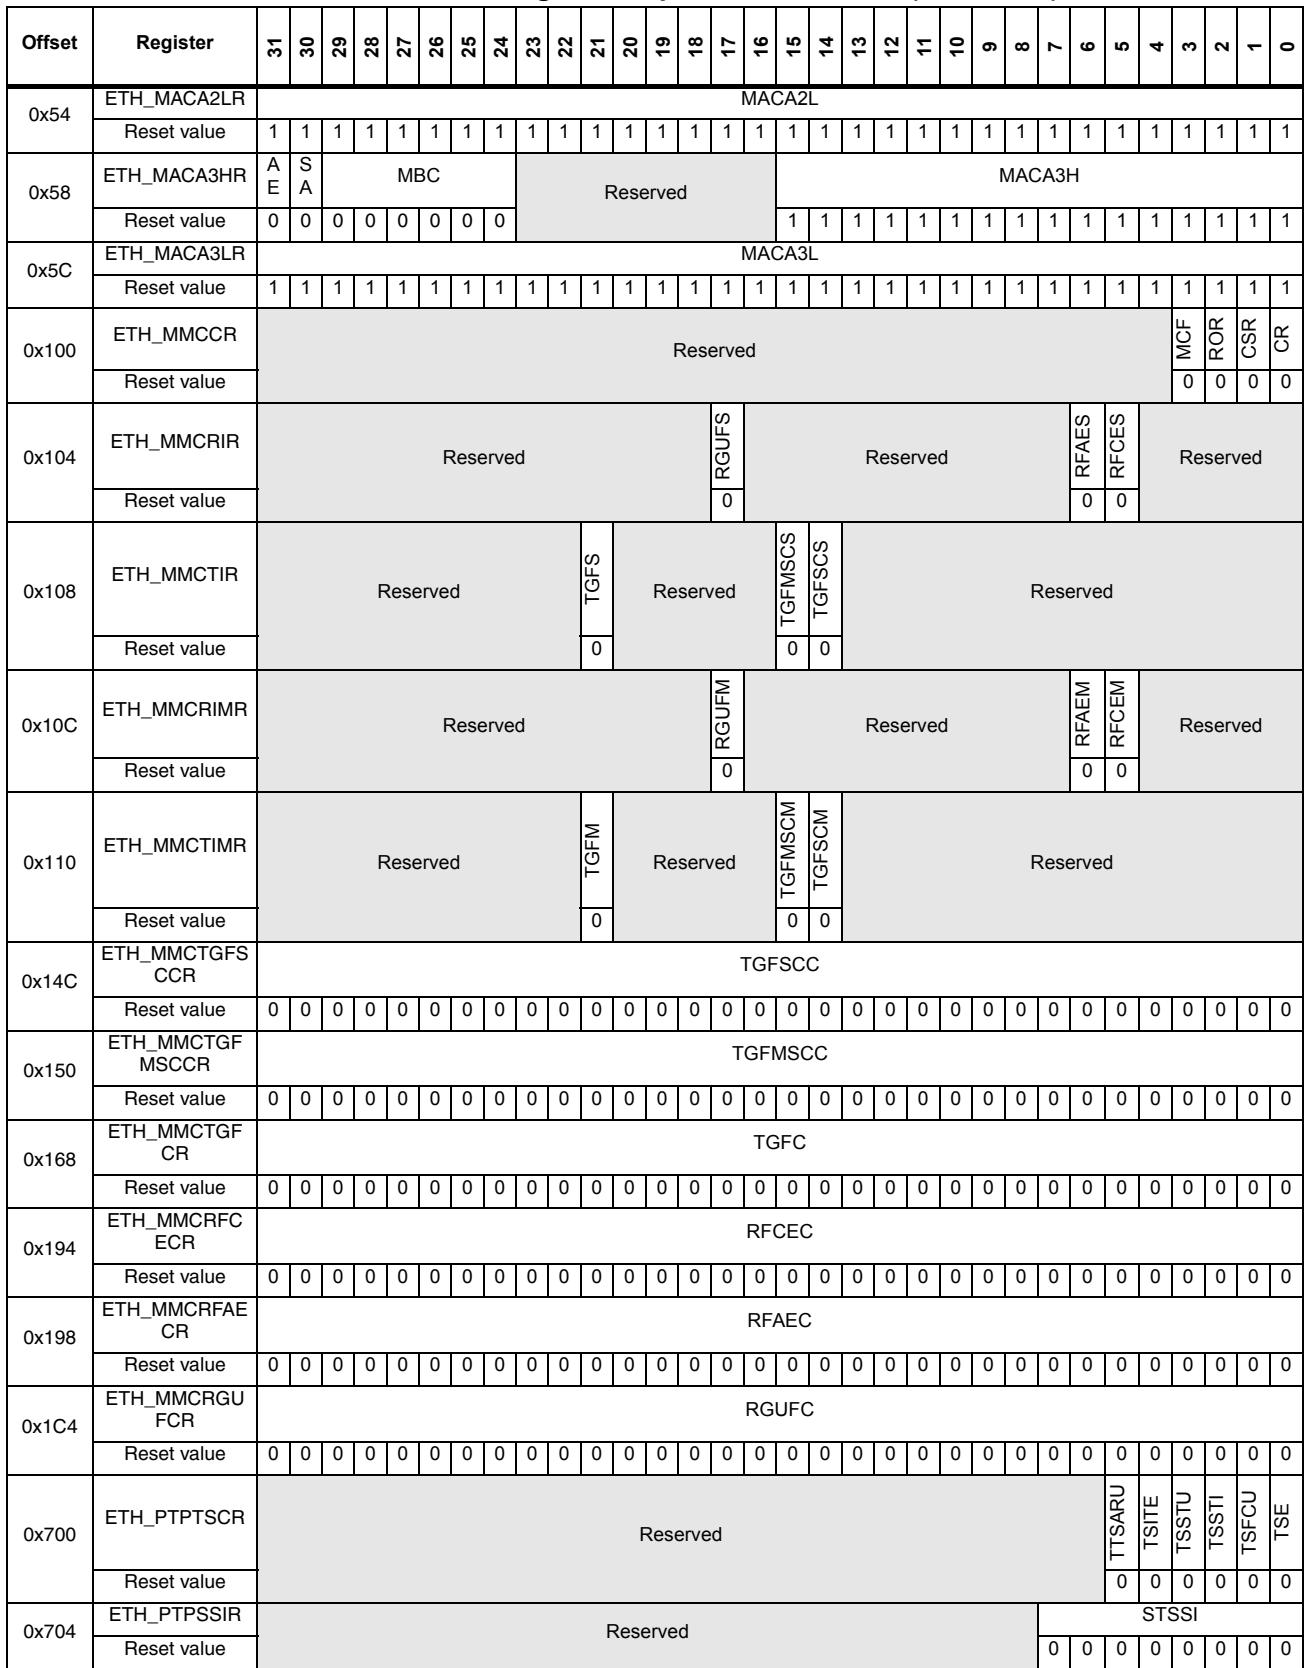 Offset Register 31 30 29 28 27 26 25 24 23 22 21 20 19 18 17 16 15 14 13 12 11 10 9 8 7 6 5 4 3 2 1 0
0x54 ETH_MACA2LR MACA2L
Reset value 1 1 1 1 1 1 1 1 1 1 1 1 1 1 1 1 1 1 1 1 1 1 1 1 1 1 1 1 1 1 1 1
0x58 ETH_MACA3HR AE SA MBC Reserved MACA3H
Reset value 0 0 0 0 0 0 0 0 1 1 1 1 1 1 1 1 1 1 1 1 1 1 1 1
0x5C ETH_MACA3LR MACA3L
Reset value 1 1 1 1 1 1 1 1 1 1 1 1 1 1 1 1 1 1 1 1 1 1 1 1 1 1 1 1 1 1 1 1
0x100 ETH_MMCCR Reserved MCF ROR CSR CR
Reset value 0 0 0 0
0x104 ETH_MMCRIR Reserved RGUFS Reserved RFAES RFCES Reserved
Reset value 0 0 0
0x108 ETH_MMCTIR Reserved TGFS Reserved TGFMSCS TGFSCS Reserved
Reset value 0 0 0
0x10C ETH_MMCRIMR Reserved RGUFM Reserved RFAEM RFCEM Reserved
Reset value 0 0 0
0x110 ETH_MMCTIMR Reserved TGFM Reserved TGFMSCM TGFSCM Reserved
Reset value 0 0 0
0x14C ETH_MMCTGFS
CCR TGFSCC
Reset value 0 0 0 0 0 0 0 0 0 0 0 0 0 0 0 0 0 0 0 0 0 0 0 0 0 0 0 0 0 0 0 0
0x150 ETH_MMCTGF
MSCCR TGFMSCC
Reset value 0 0 0 0 0 0 0 0 0 0 0 0 0 0 0 0 0 0 0 0 0 0 0 0 0 0 0 0 0 0 0 0
0x168 ETH_MMCTGF
CR TGFC
Reset value 0 0 0 0 0 0 0 0 0 0 0 0 0 0 0 0 0 0 0 0 0 0 0 0 0 0 0 0 0 0 0 0
0x194 ETH_MMCRFC
ECR RFCEC
Reset value 0 0 0 0 0 0 0 0 0 0 0 0 0 0 0 0 0 0 0 0 0 0 0 0 0 0 0 0 0 0 0 0
0x198 ETH_MMCRFAE
CR RFAEC
Reset value 0 0 0 0 0 0 0 0 0 0 0 0 0 0 0 0 0 0 0 0 0 0 0 0 0 0 0 0 0 0 0 0
0x1C4 ETH_MMCRGU
FCR RGUFC
Reset value 0 0 0 0 0 0 0 0 0 0 0 0 0 0 0 0 0 0 0 0 0 0 0 0 0 0 0 0 0 0 0 0
0x700 ETH_PTPTSCR Reserved TTSARU TSITE TSSTU TSSTI TSFCU TSE
Reset value 0 0 0 0 0 0
0x704 ETH_PTPSSIR Reserved STSSI
Reset value 0 0 0 0 0 0 0 0